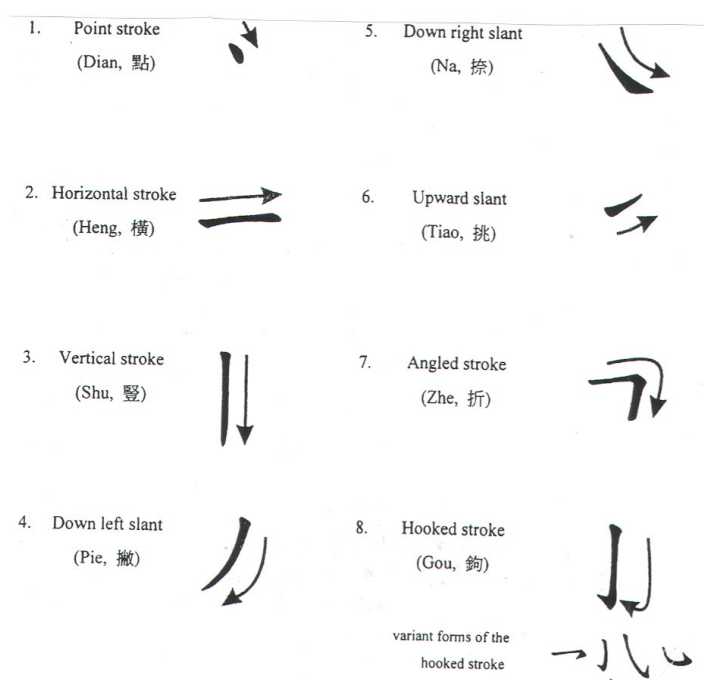 1. Point stroke
(Dian, 點)
2. Horizontal stroke
(Heng, 橫)
3. Vertical stroke
(Shu, 豎)
4. Down left slant
(Pie, 撇)
5. Down right slant
(Na, 捺)
6. Upward slant
(Tiao, 挑)
7. Angled stroke
(Zhe, 折)
8. Hooked stroke
(Gou, 鉤)
variant forms of the
hooked stroke